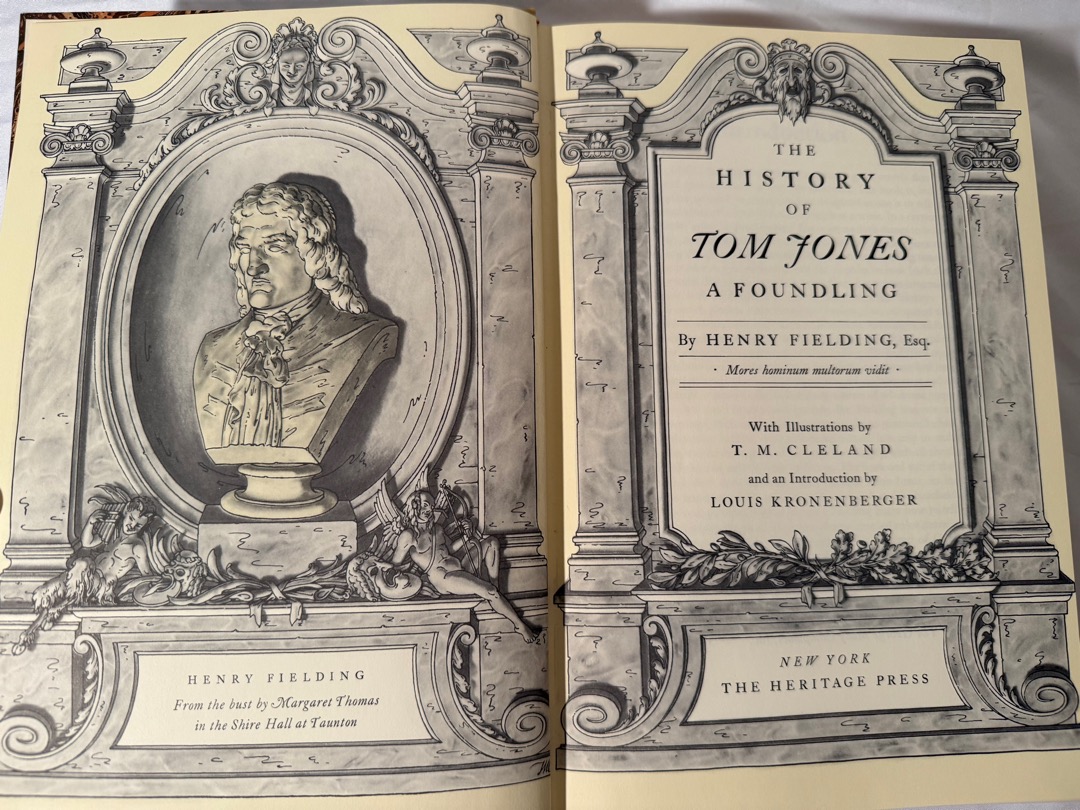 HENRY FIELDING
From the bust by Margaret Thomas
in the Shire Hall at Taunton
THE
HISTORY
OF
TOM JONES
A FOUNDLING
By HENRY FIELDING, Esq.
· Mores hominum multorum vidit ·
With Illustrations by
T. M. CLELAND
and an Introduction by
LOUIS KRONENBERGER
NEW YORK
THE HERITAGE PRESS